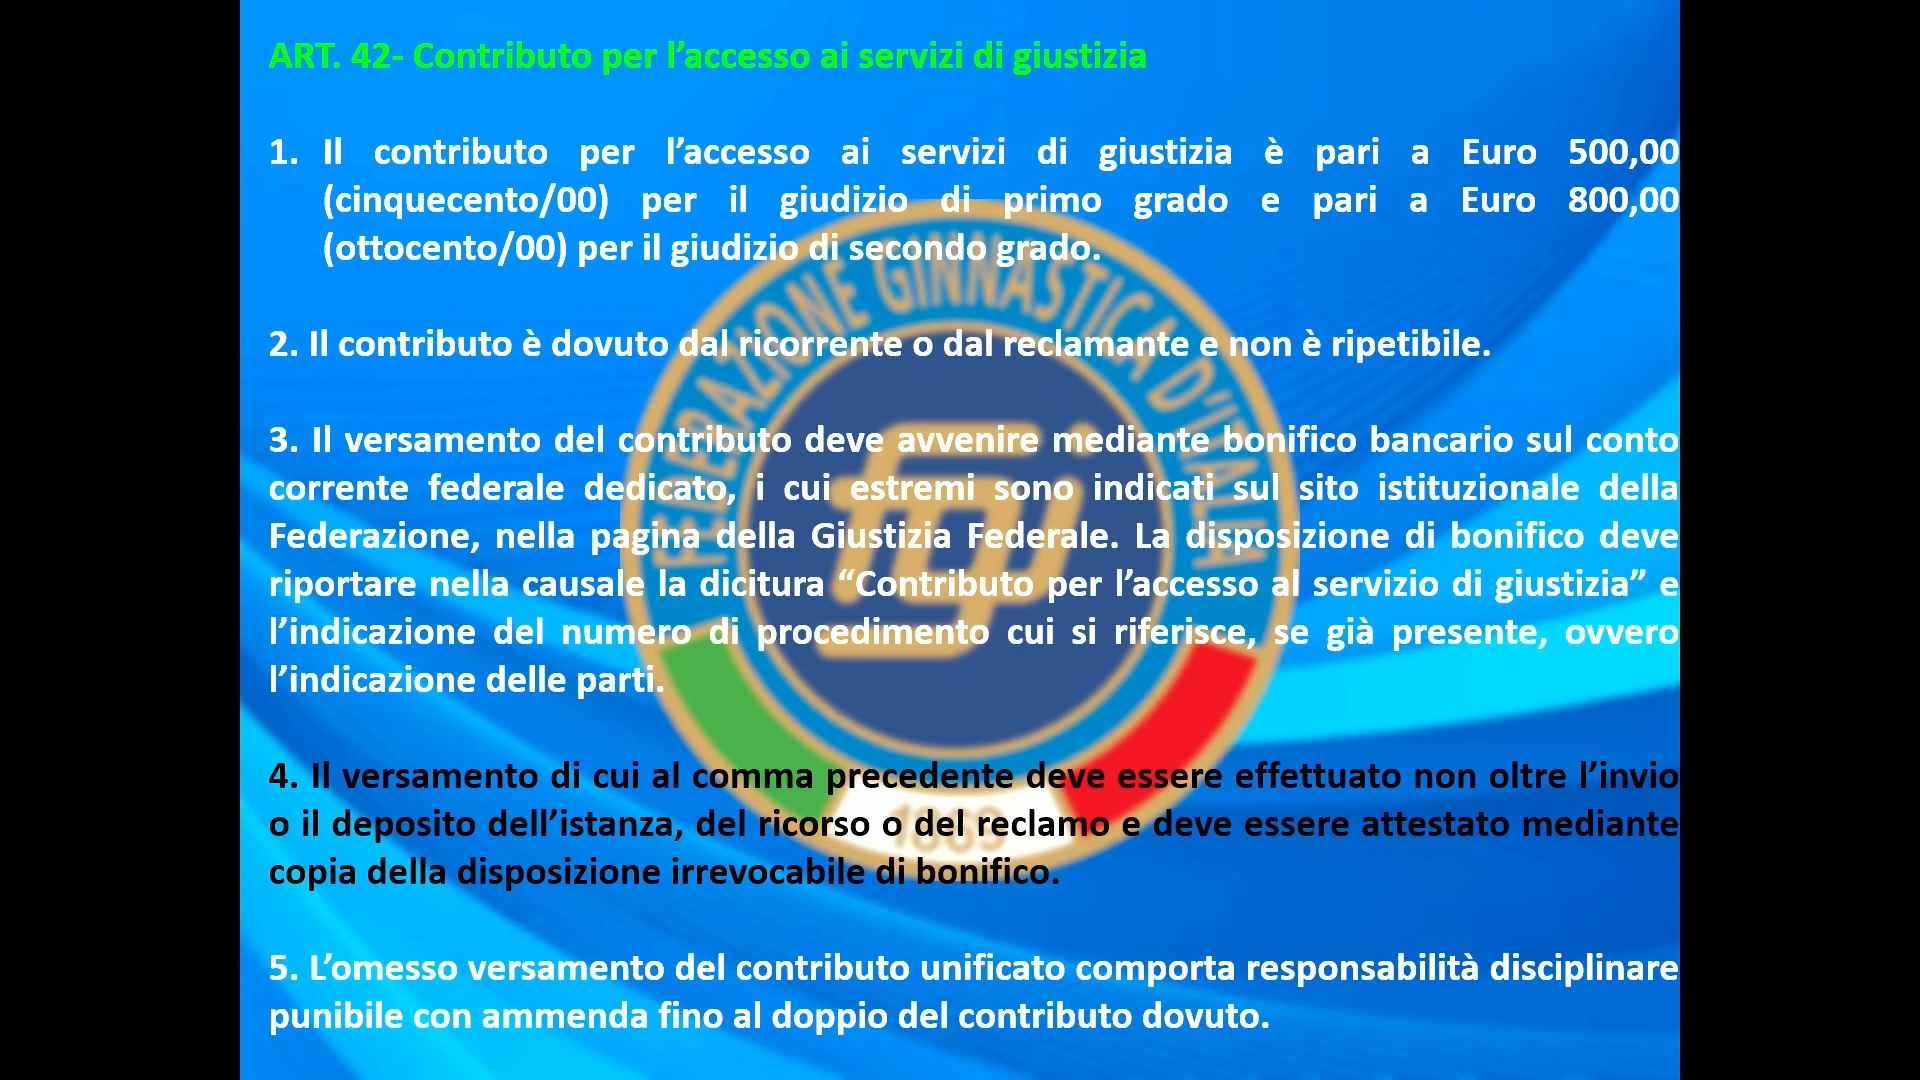 ART. 42- Contributo per l’accesso ai servizi di giustizia
1. Il contributo per l’accesso ai servizi di giustizia è pari a Euro 500,00
(cinquecento/00) per il giudizio di primo grado e pari a Euro 800,00
(ottocento/00) per il giudizio di secondo grado.
2. Il contributo è dovuto dal ricorrente o dal reclamante e non è ripetibile.
3. Il versamento del contributo deve avvenire mediante bonifico bancario sul conto
corrente federale dedicato, i cui estremi sono indicati sul sito istituzionale della
Federazione, nella pagina della Giustizia Federale. La disposizione di bonifico deve
riportare nella causale la dicitura “Contributo per l’accesso al servizio di giustizia” e
l’indicazione del numero di procedimento cui si riferisce, se già presente, ovvero
l’indicazione delle parti.
4. Il versamento di cui al comma precedente deve essere effettuato non oltre l’invio
o il deposito dell’istanza, del ricorso o del reclamo e deve essere attestato mediante
copia della disposizione irrevocabile di bonifico.
5. L’omesso versamento del contributo unificato comporta responsabilità disciplinare
punibile con ammenda fino al doppio del contributo dovuto.
FEDERAZIONE GINNASTICA D'ITALIA
fgi
1869